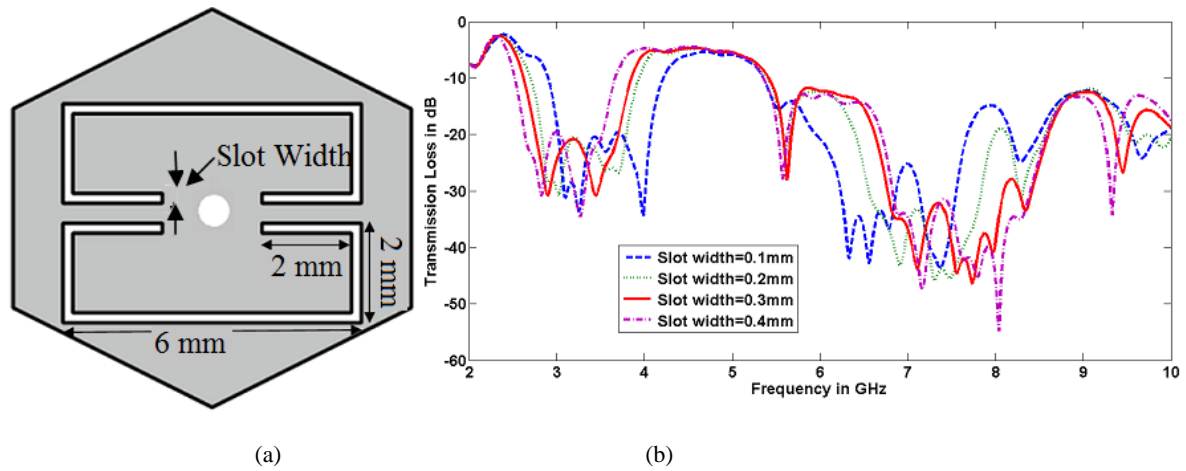 Slot Width
2 mm
2 mm
6 mm
(a)
Transmission Loss in dB
0
-10
-20
-30
-40
-50
-60
Slot width=0.1mm
Slot width=0.2mm
Slot width=0.3mm
Slot width=0.4mm
2 3 4 5 6 7 8 9 10
Frequency in GHz
(b)